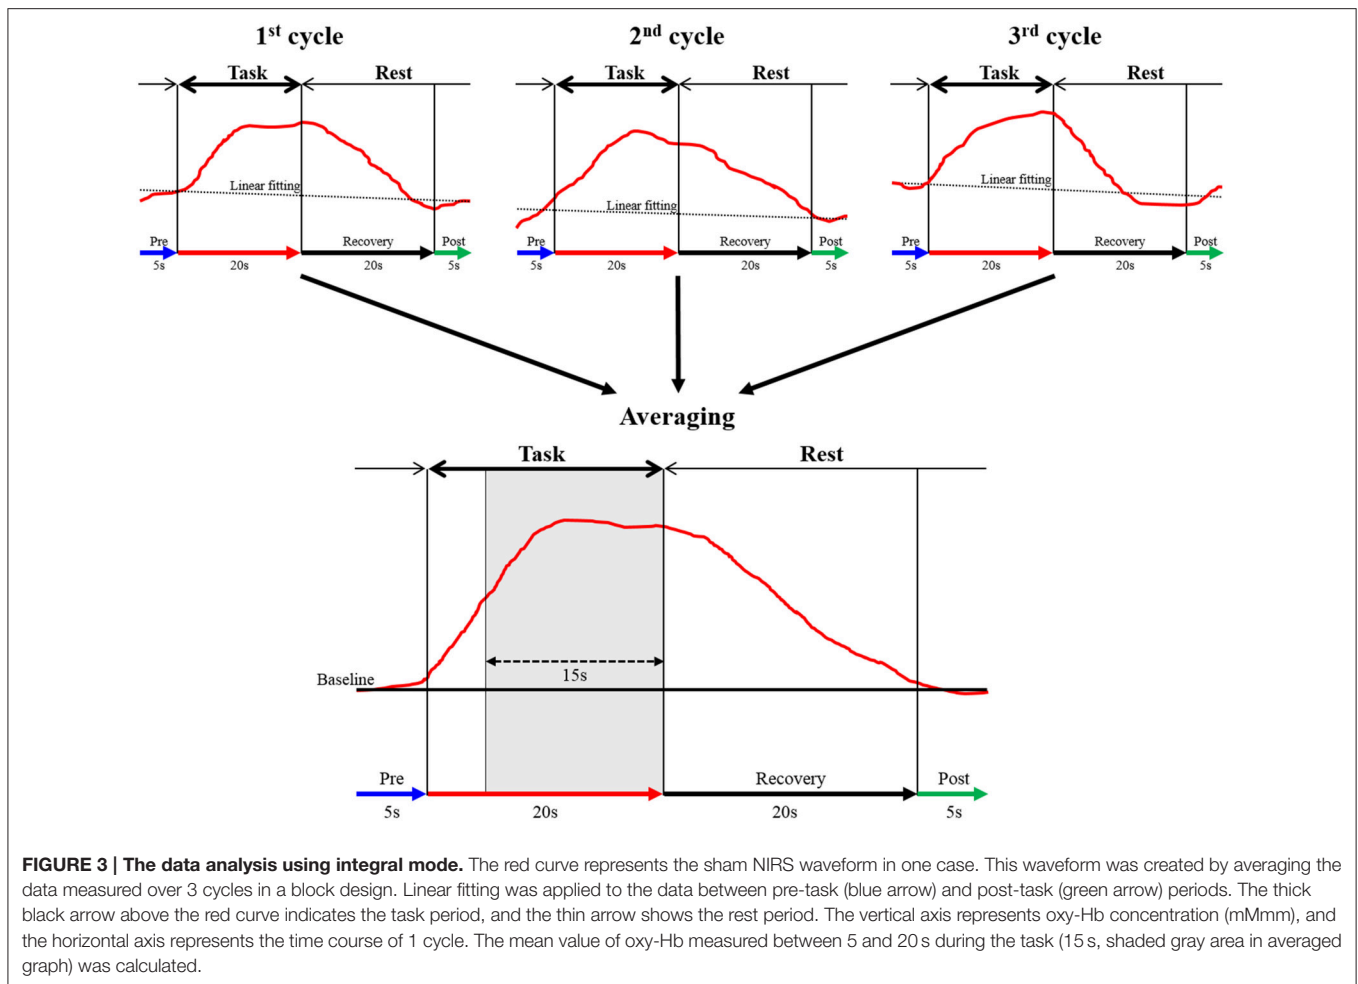 1st cycle 2nd cycle 3rd cycle
Task Rest Task Rest Task Rest
Linear fitting Linear fitting Linear fitting
Pre Recovery Post Pre Recovery Post Pre Recovery Post
5s 20s 20s 5s 5s 20s 20s 5s 5s 20s 20s 5s
Averaging
Task Rest
15s
Baseline
Pre Recovery Post
5s 20s 20s 5s
FIGURE 3 | The data analysis using integral mode. The red curve represents the sham NIRS waveform in one case. This waveform was created by averaging the
data measured over 3 cycles in a block design. Linear fitting was applied to the data between pre-task (blue arrow) and post-task (green arrow) periods. The thick
black arrow above the red curve indicates the task period, and the thin arrow shows the rest period. The vertical axis represents oxy-Hb concentration (mMmm), and
the horizontal axis represents the time course of 1 cycle. The mean value of oxy-Hb measured between 5 and 20 s during the task (15 s, shaded gray area in averaged
graph) was calculated.